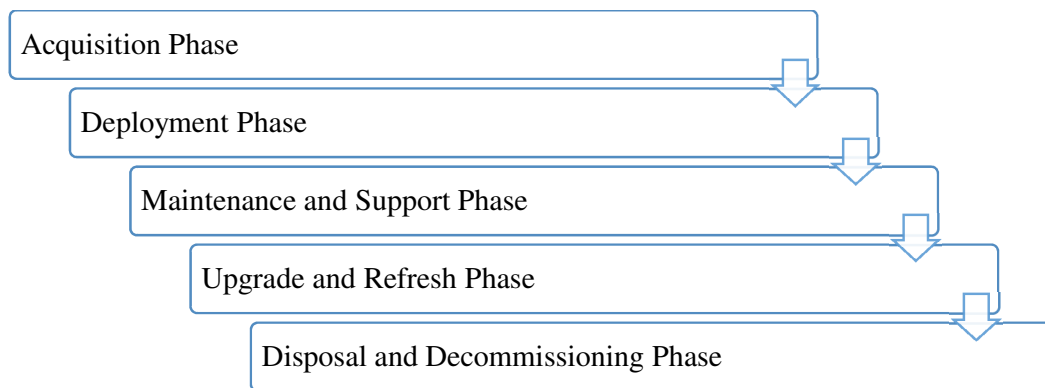 Acquisition Phase
Deployment Phase
Maintenance and Support Phase
Upgrade and Refresh Phase
Disposal and Decommissioning Phase